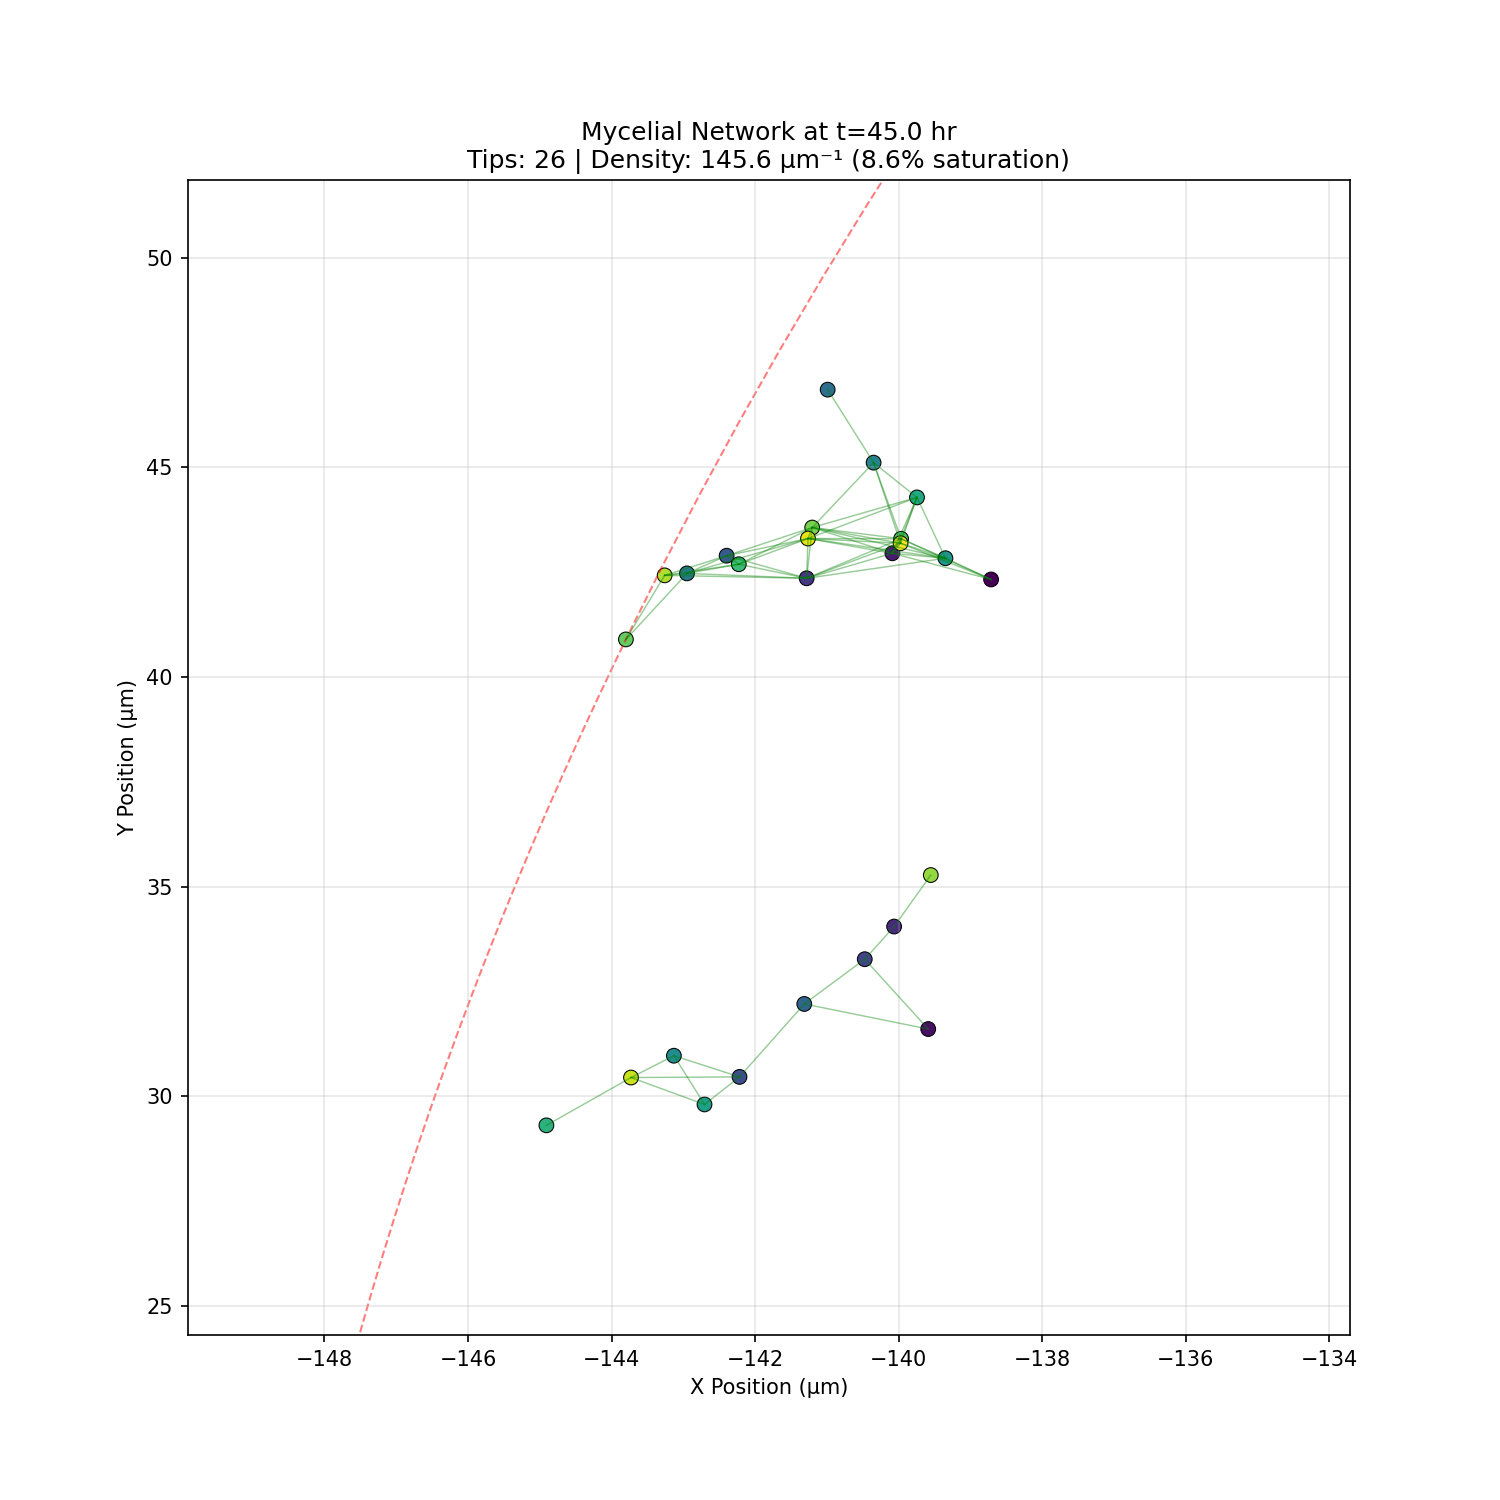 Mycelial Network at t=45.0 hr
Tips: 26 | Density: 145.6 µm⁻¹ (8.6% saturation)
50
45
40
35
30
25
Y Position (µm)
−148 −146 −144 −142 −140 −138 −136 −134
X Position (µm)